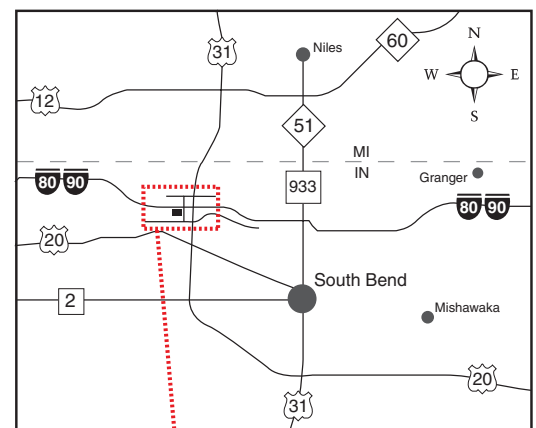 31
60
Niles
N
W E
S
12
51
MI
IN
80 90
933
Granger
80 90
20
South Bend
2
Mishawaka
20
31